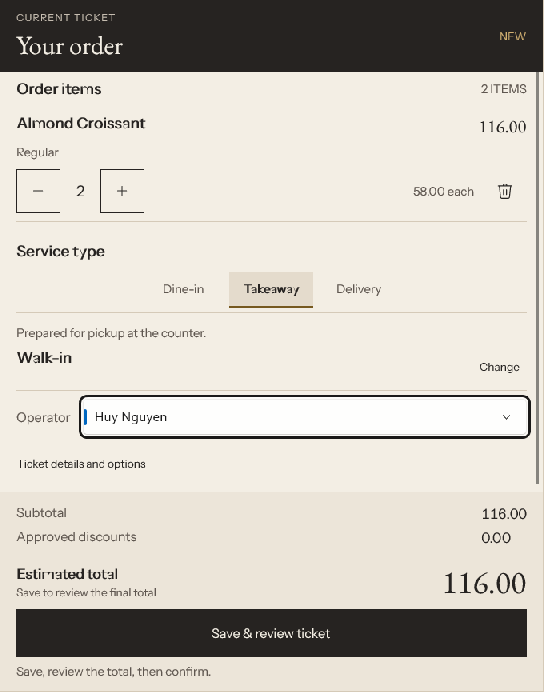 CURRENT TICKET
Your order
NEW
Order items
2 ITEMS
Almond Croissant
116.00
Regular
− 2 +
58.00 each
Service type
Dine-in Takeaway Delivery
Prepared for pickup at the counter.
Walk-in
Change
Operator Huy Nguyen
Ticket details and options
Subtotal 116.00
Approved discounts 0.00
Estimated total
Save to review the final total
116.00
Save & review ticket
Save, review the total, then confirm.